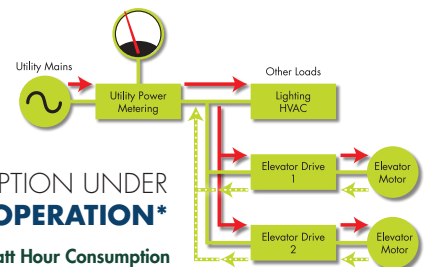 Utility Mains
Utility Power
Metering
Other Loads
Lighting
HVAC
Elevator Drive
1
Elevator
Motor
PTION UNDER
OPERATION*
Elevator Drive
2
Elevator
Motor
att Hour Consumption